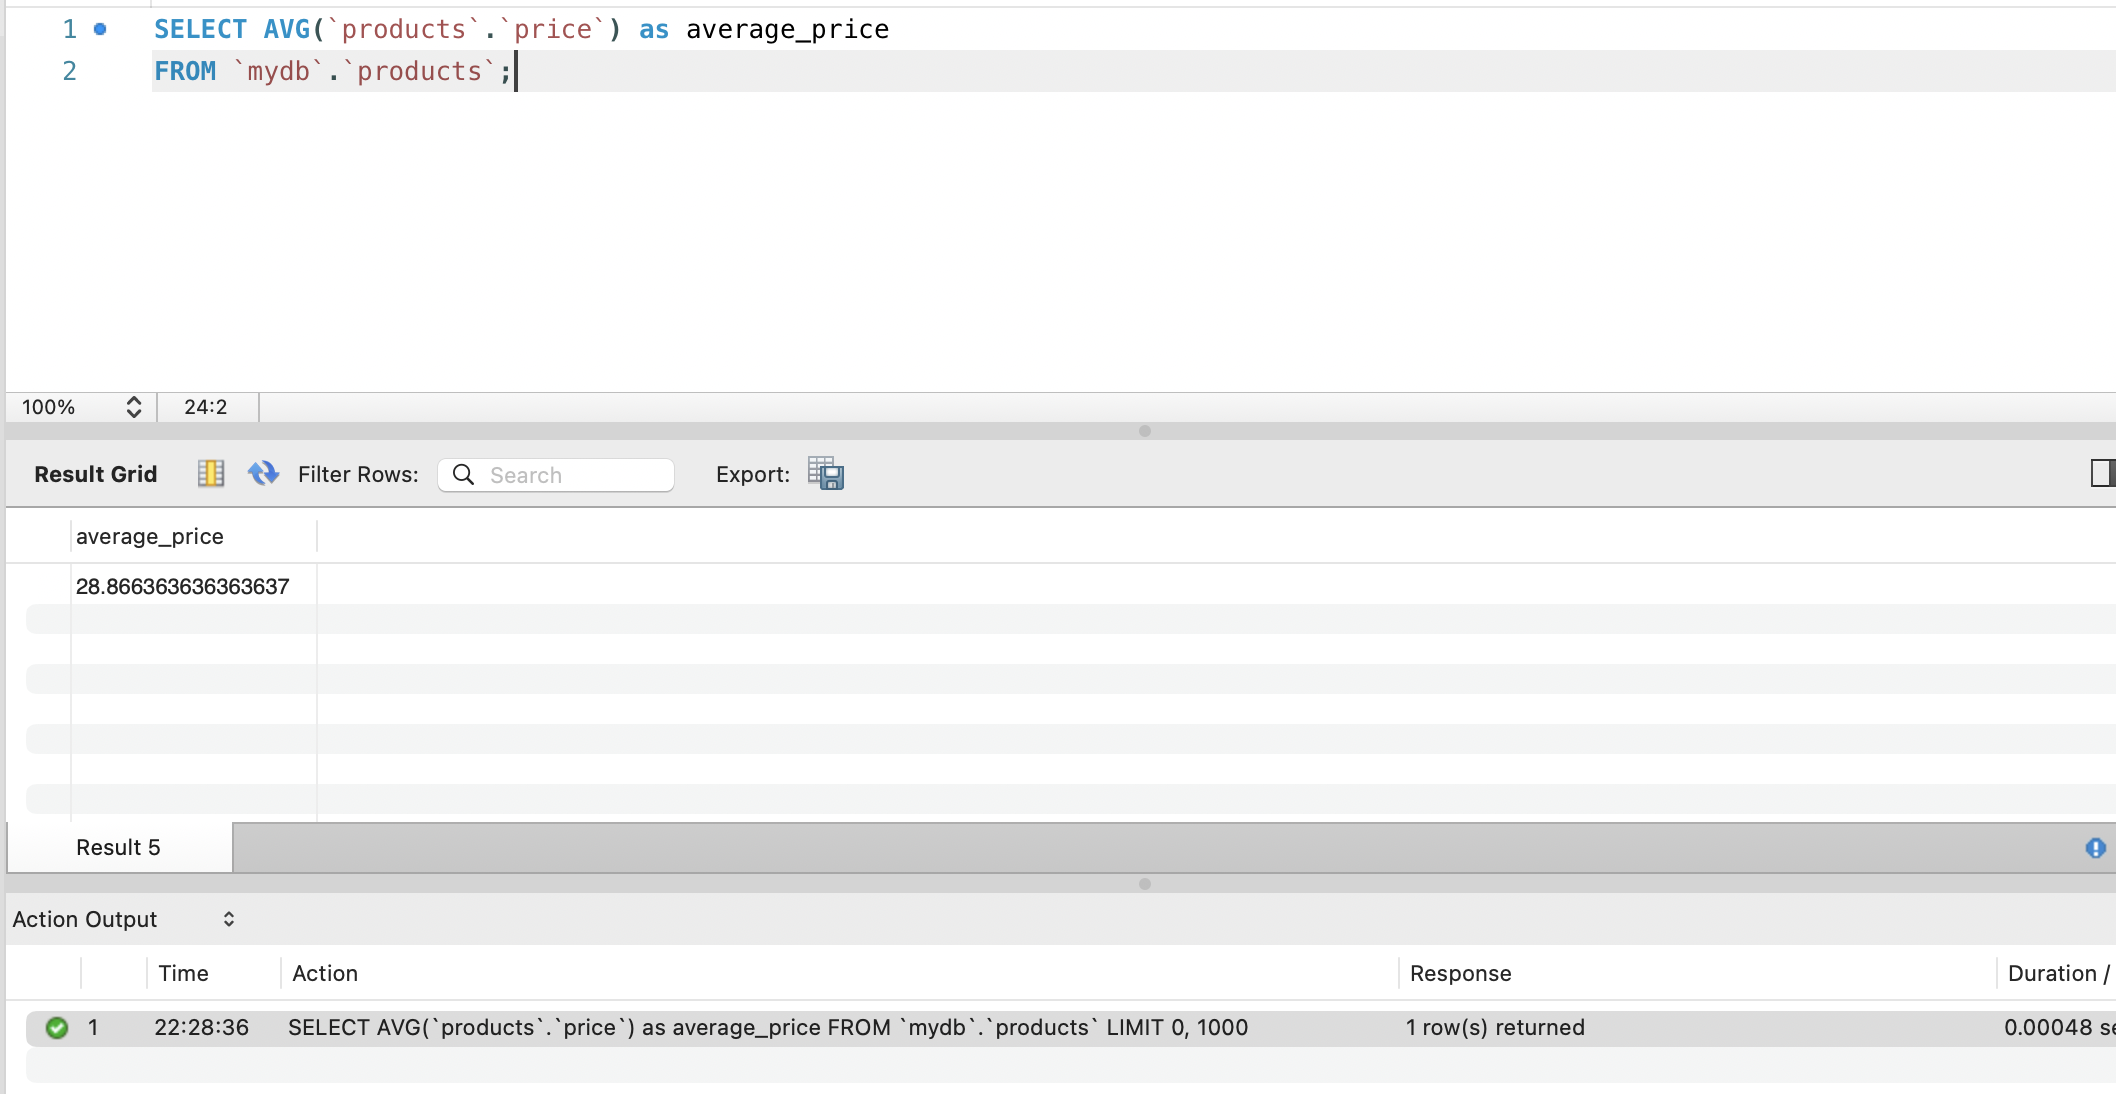 1 SELECT AVG(`products`.`price`) as average_price
2 FROM `mydb`.`products`;
100% 24:2
Result Grid Filter Rows: Search Export:
average_price
28.866363636363637
Result 5
Action Output
Time Action Response Duration /
1 22:28:36 SELECT AVG(`products`.`price`) as average_price FROM `mydb`.`products` LIMIT 0, 1000 1 row(s) returned 0.00048 se